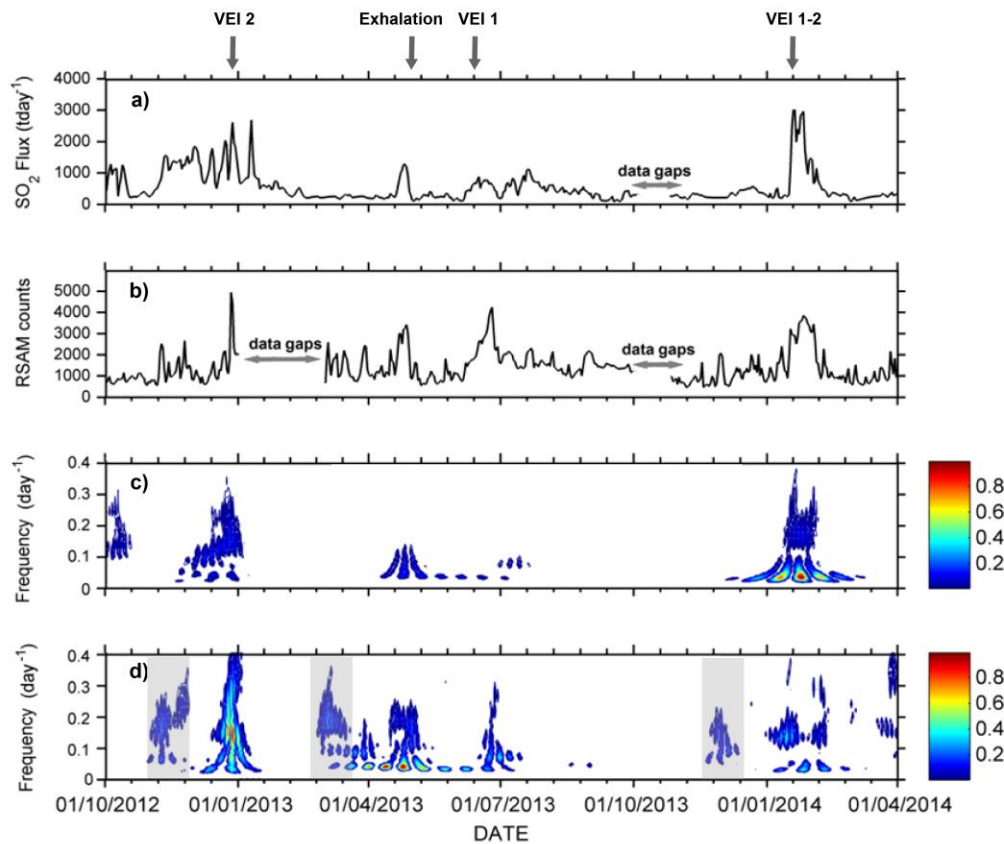 VEI 2 Exhalation VEI 1 VEI 1-2
a)
SO₂ Flux (tday⁻¹)
4000
3000
2000
1000
0
data gaps
b)
RSAM counts
5000
4000
3000
2000
1000
0
data gaps
data gaps
c)
Frequency (day⁻¹)
0.4
0.3
0.2
0.1
0
0.8
0.6
0.4
0.2
d)
Frequency (day⁻¹)
0.4
0.3
0.2
0.1
0
0.8
0.6
0.4
0.2
01/10/2012 01/01/2013 01/04/2013 01/07/2013 01/10/2013 01/01/2014 01/04/2014
DATE